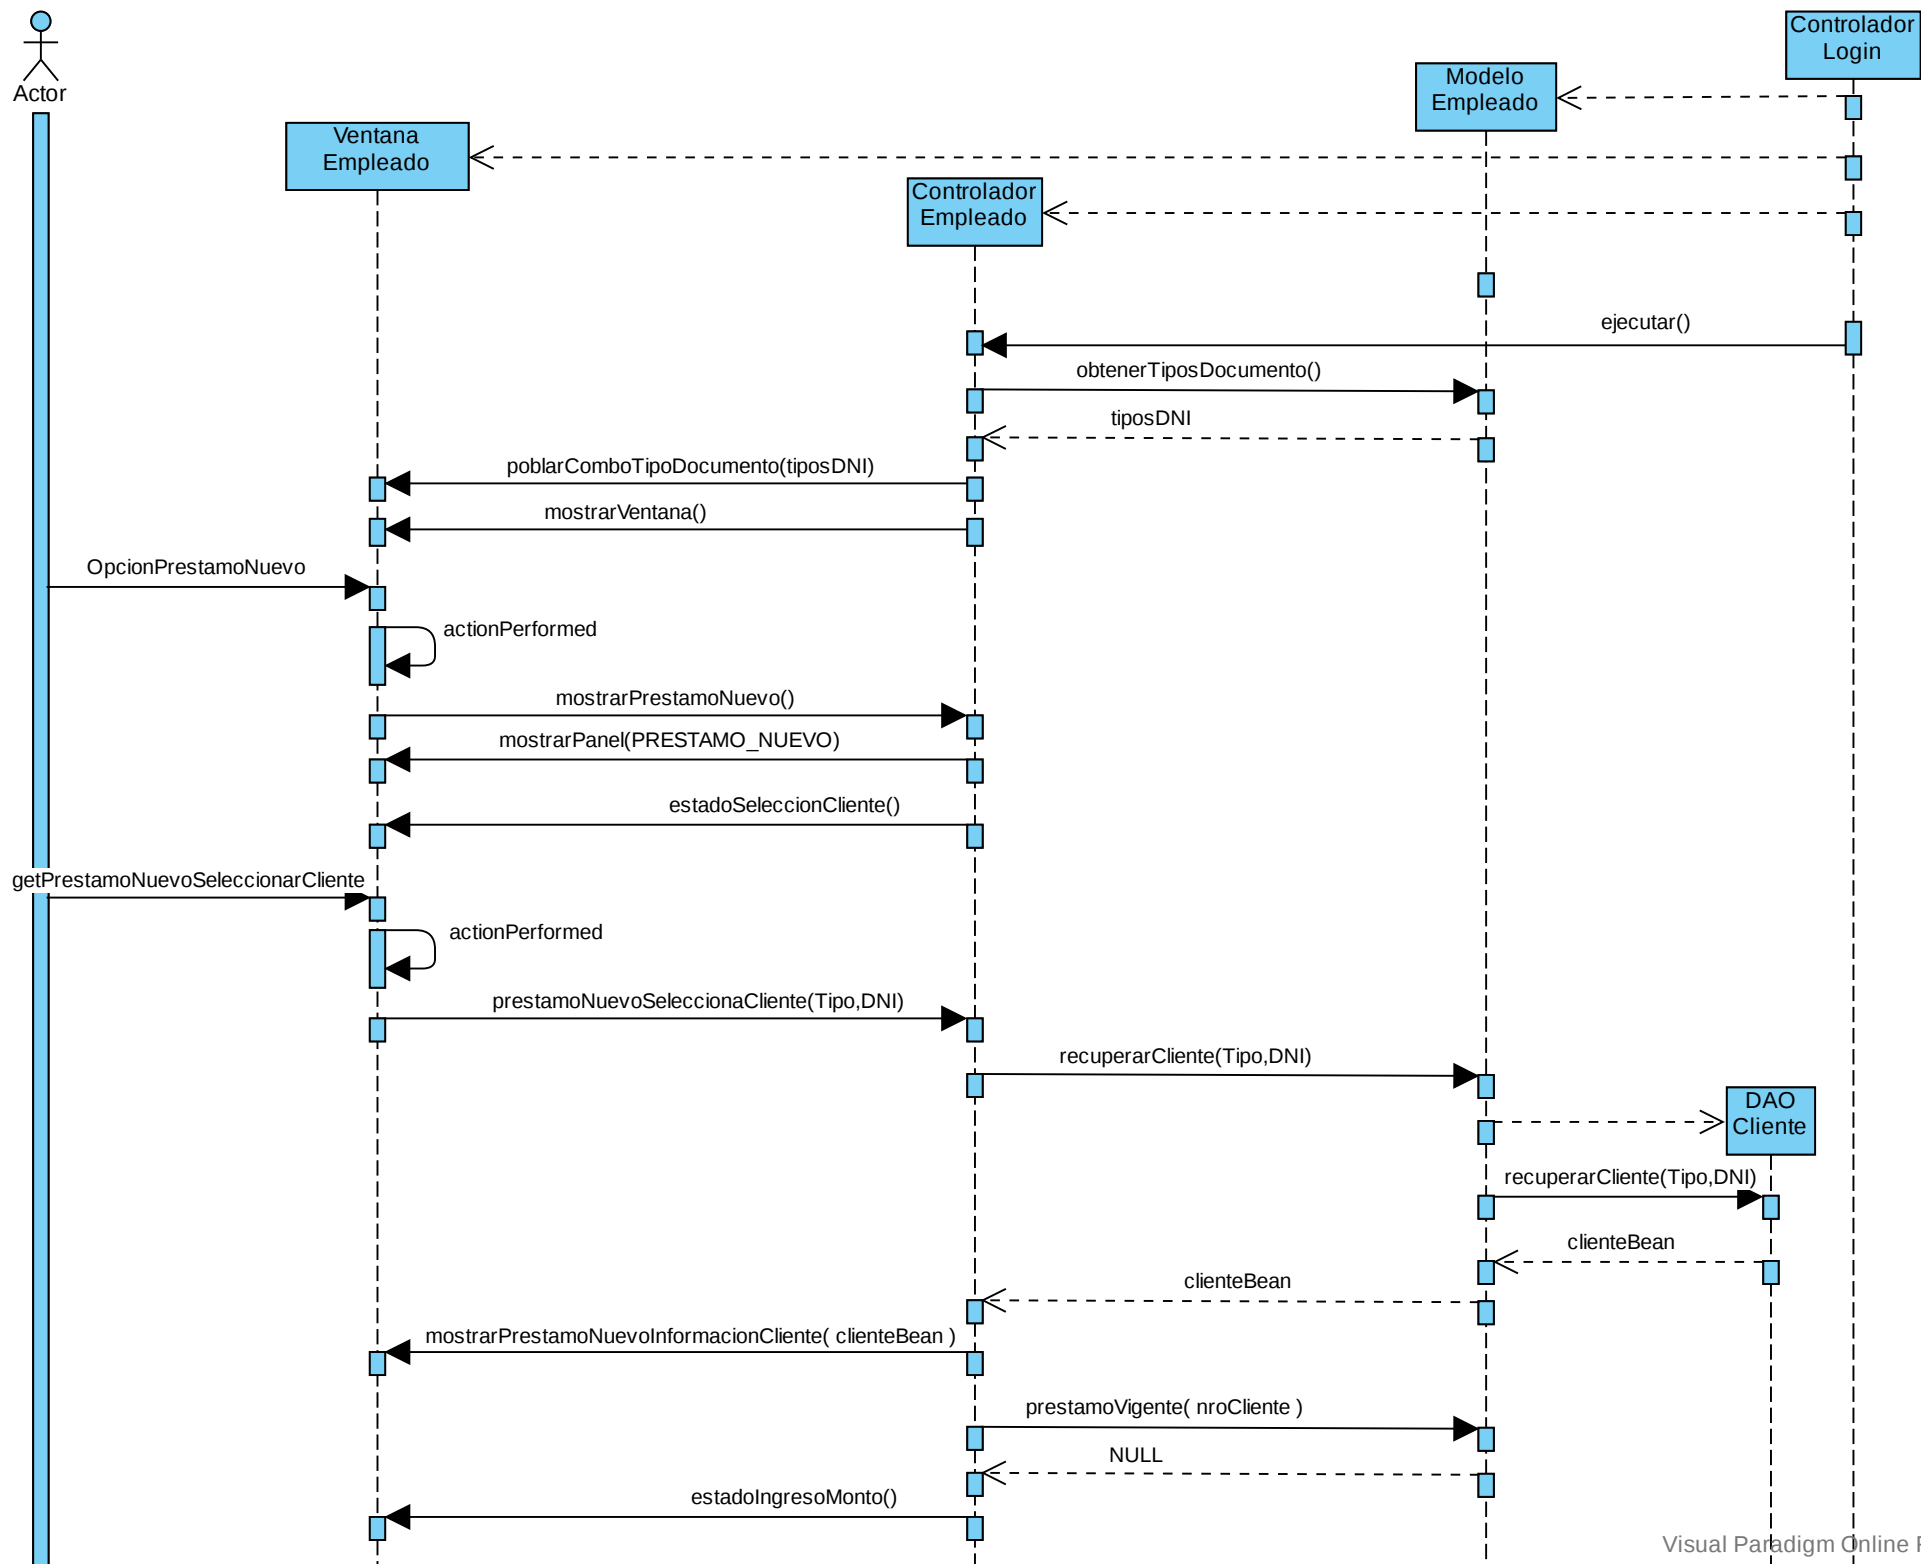 Controlador
Login
Modelo
Empleado
Actor
Ventana
Empleado
Controlador
Empleado
ejecutar()
obtenerTiposDocumento()
tiposDNI
poblarComboTipoDocumento(tiposDNI)
mostrarVentana()
OpcionPrestamoNuevo
actionPerformed
mostrarPrestamoNuevo()
mostrarPanel(PRESTAMO_NUEVO)
estadoSeleccionCliente()
getPrestamoNuevoSeleccionarCliente
actionPerformed
prestamoNuevoSeleccionaCliente(Tipo,DNI)
recuperarCliente(Tipo,DNI)
DAO
Cliente
recuperarCliente(Tipo,DNI)
clienteBean
clienteBean
mostrarPrestamoNuevoInformacionCliente( clienteBean )
prestamoVigente( nroCliente )
NULL
estadoIngresoMonto()
Visual Paradigm Online